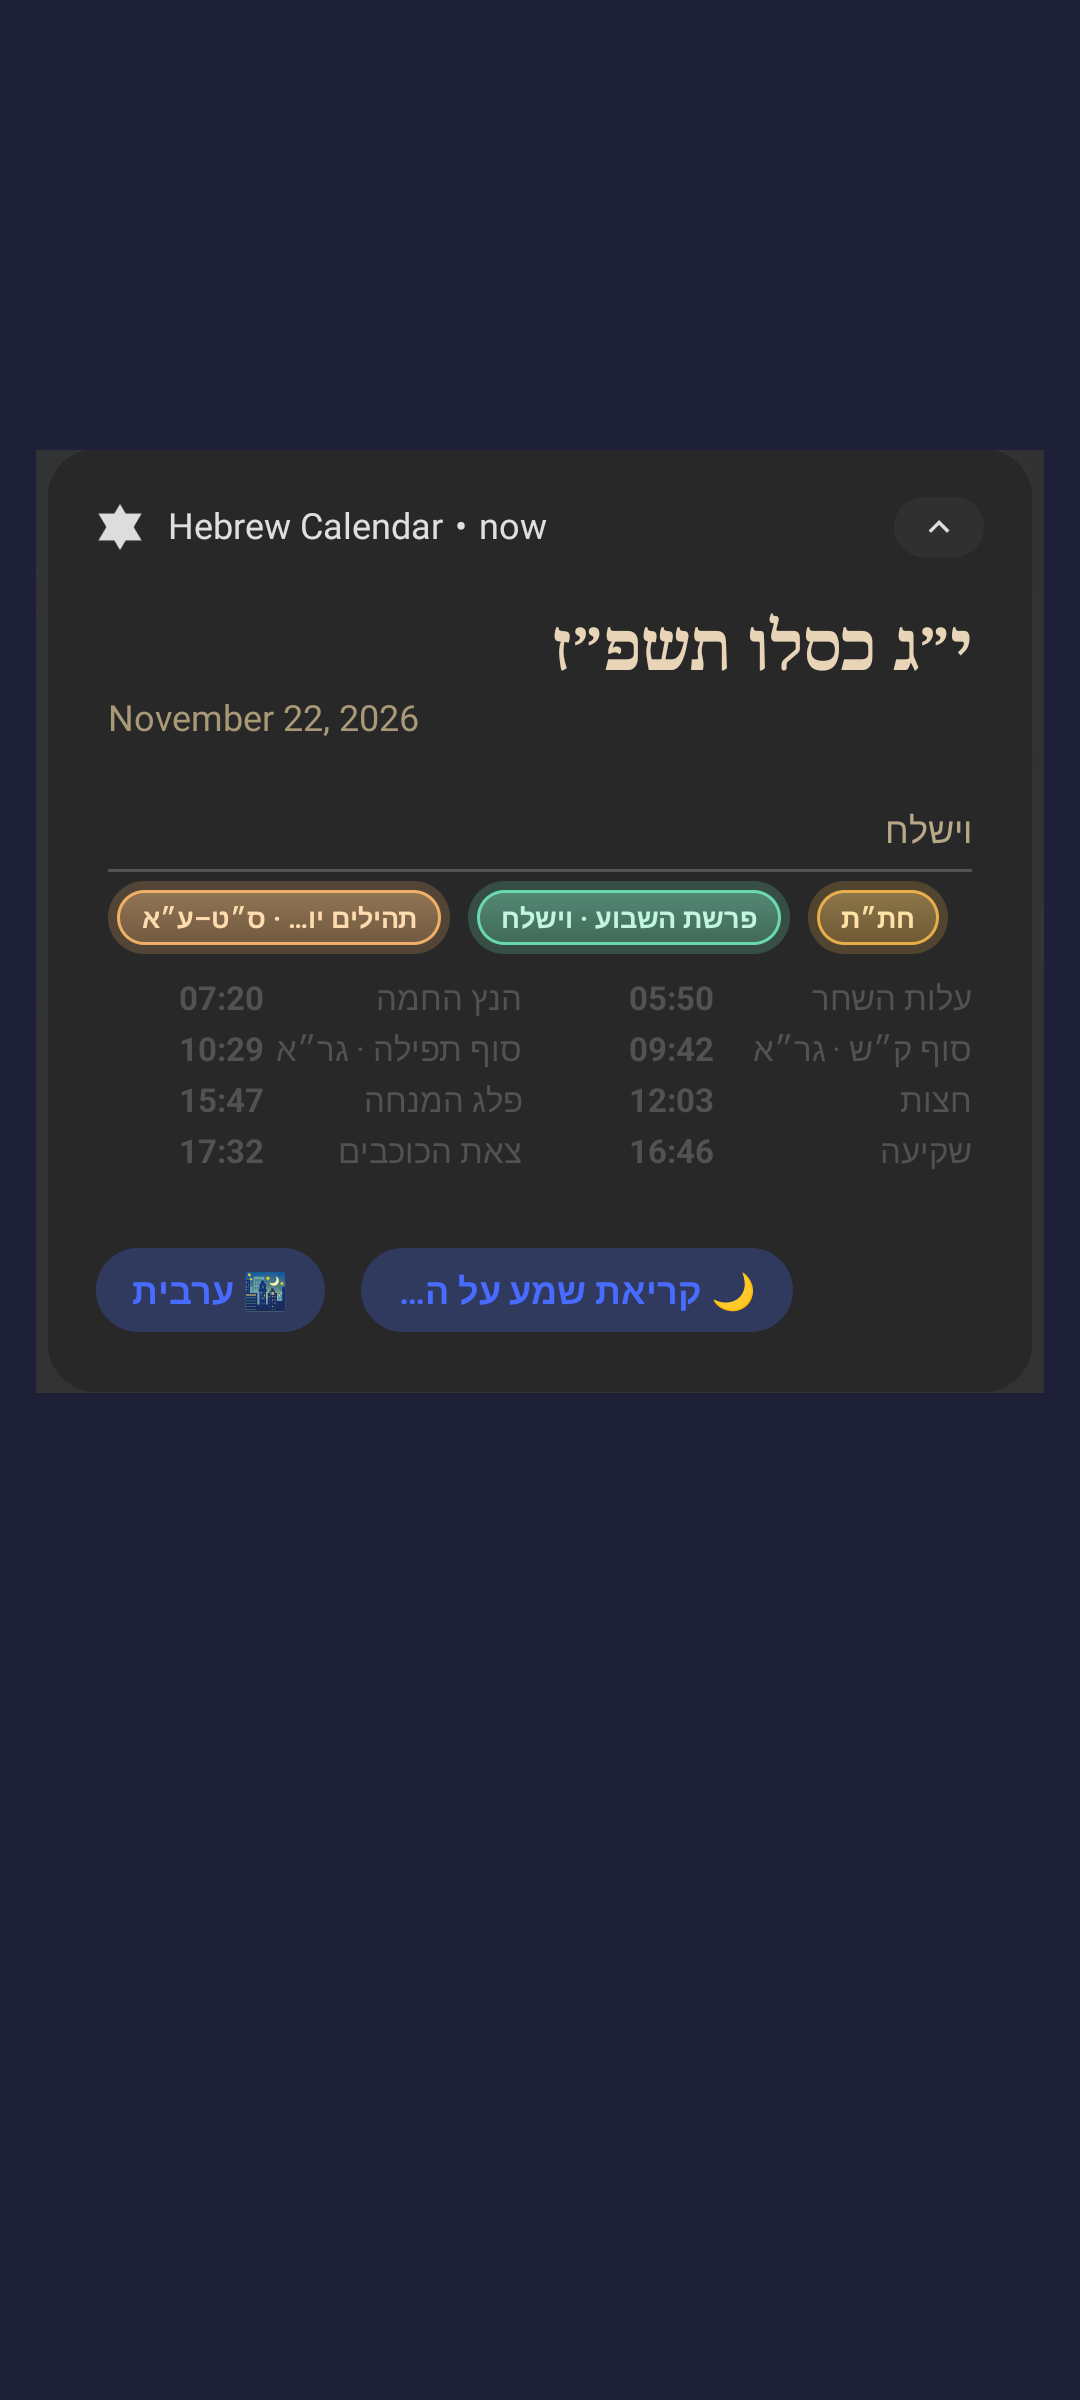 Hebrew Calendar • now
י״ג כסלו תשפ״ז
November 22, 2026
וישלח
חת״ת
פרשת השבוע · וישלח
תהילים יו... · ס״ט–ע״א
עלות השחר 05:50 הנץ החמה 07:20
סוף ק״ש · גר״א 09:42 סוף תפילה · גר״א 10:29
חצות 12:03 פלג המנחה 15:47
שקיעה 16:46 צאת הכוכבים 17:32
🌙 קריאת שמע על ה...
🌃 ערבית